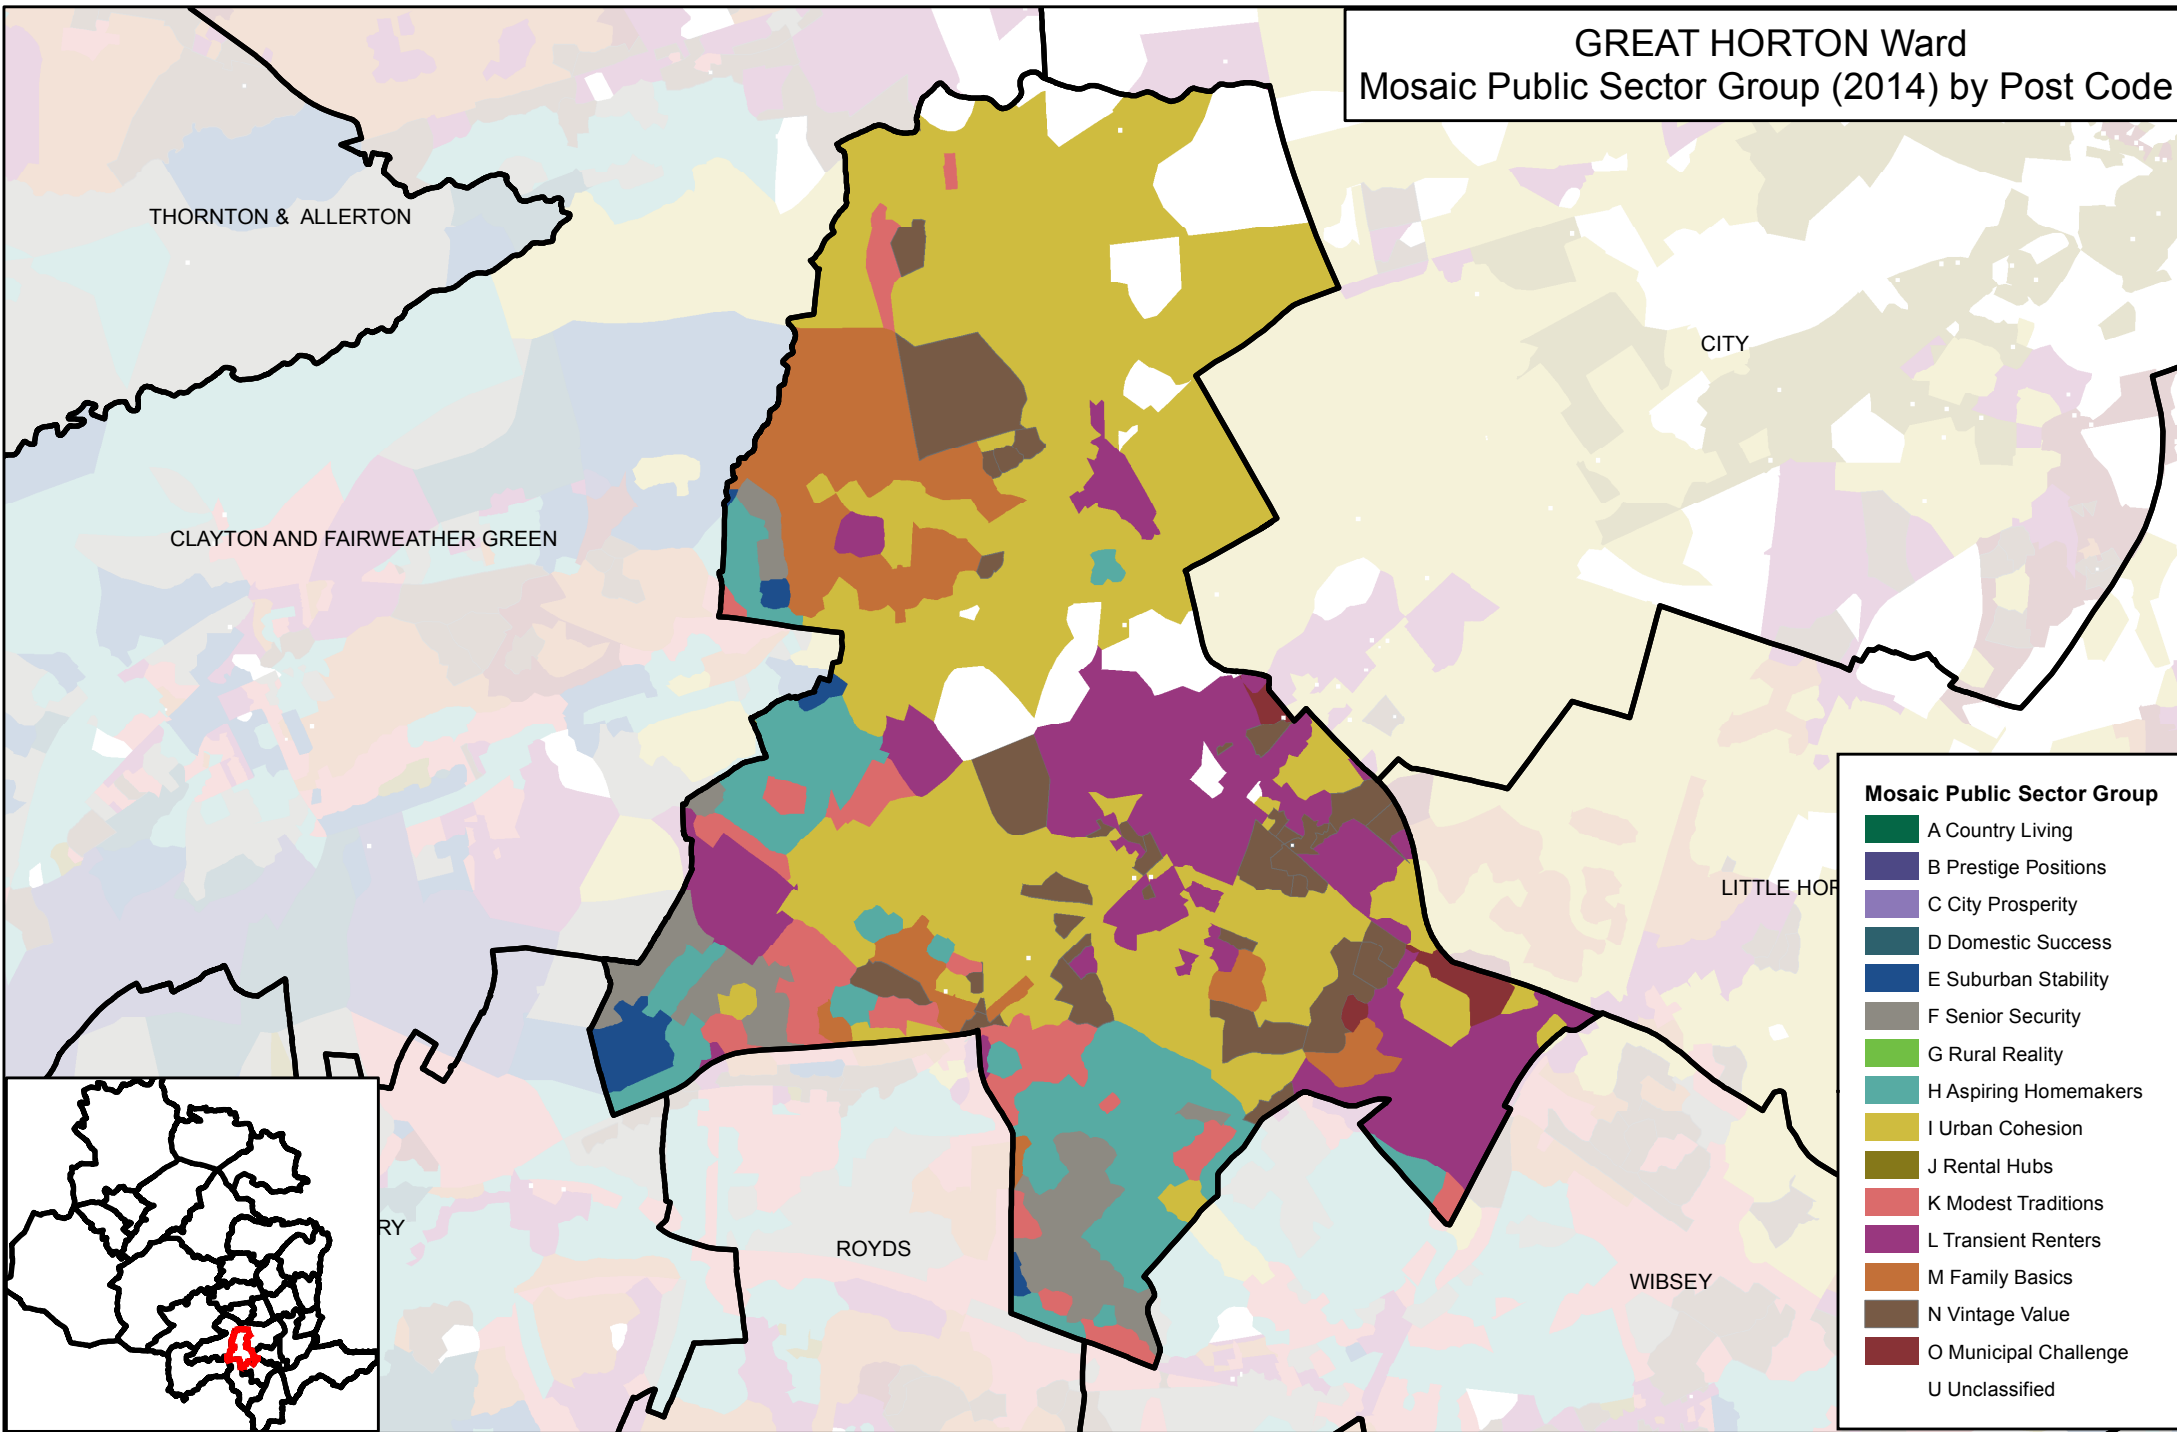 GREAT HORTON Ward
Mosaic Public Sector Group (2014) by Post Code
THORNTON & ALLERTON
CITY
CLAYTON AND FAIRWEATHER GREEN
LITTLE HOR
RY
ROYDS
WIBSEY
Mosaic Public Sector Group
A Country Living
B Prestige Positions
C City Prosperity
D Domestic Success
E Suburban Stability
F Senior Security
G Rural Reality
H Aspiring Homemakers
I Urban Cohesion
J Rental Hubs
K Modest Traditions
L Transient Renters
M Family Basics
N Vintage Value
O Municipal Challenge
U Unclassified